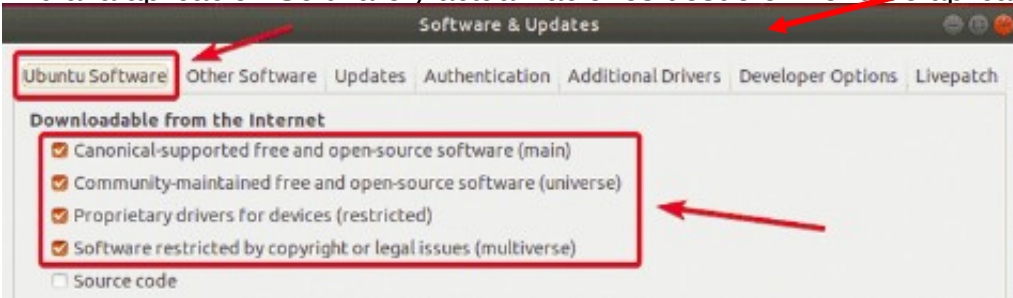 Software & Updates
Ubuntu Software Other Software Updates Authentication Additional Drivers Developer Options Livepatch
Downloadable from the Internet
Canonical-supported free and open-source software (main)
Community-maintained free and open-source software (universe)
Proprietary drivers for devices (restricted)
Software restricted by copyright or legal issues (multiverse)
Source code